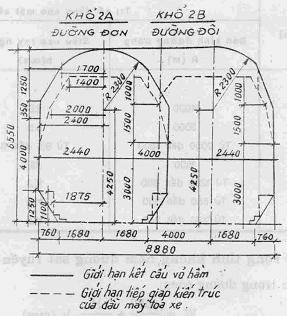 KHỔ 2A KHỔ 2B
ĐƯỜNG ĐƠN ĐƯỜNG ĐÔI
1700
1400
R 2300
R 2300
1250
1000
1000
2000
350
2400
1500
1500
6550
2440 4000 2440
4000
1875
4250
3000
4250
3000
1250
1100
760 1680 1680 4000 1680 760
8880
Giới hạn kết cấu vỏ hầm
Giới hạn tiếp giáp kiến trúc
của đầu máy toa xe.